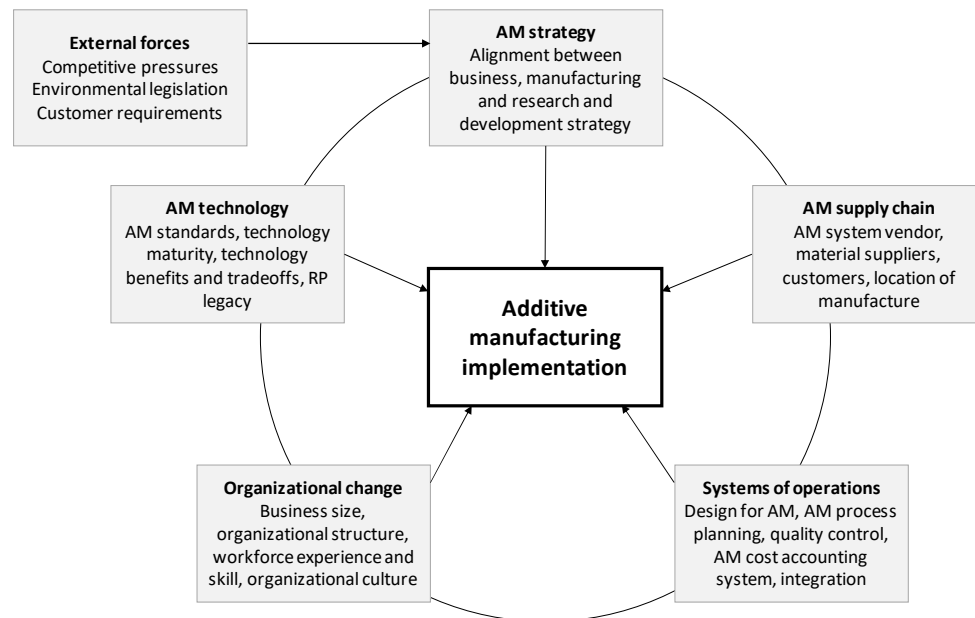 External forces
Competitive pressures
Environmental legislation
Customer requirements
AM strategy
Alignment between
business, manufacturing
and research and
development strategy
AM technology
AM standards, technology
maturity, technology
benefits and tradeoffs, RP
legacy
AM supply chain
AM system vendor,
material suppliers,
customers, location of
manufacture
Additive
manufacturing
implementation
Organizational change
Business size,
organizational structure,
workforce experience and
skill, organizational culture
Systems of operations
Design for AM, AM process
planning, quality control,
AM cost accounting
system, integration